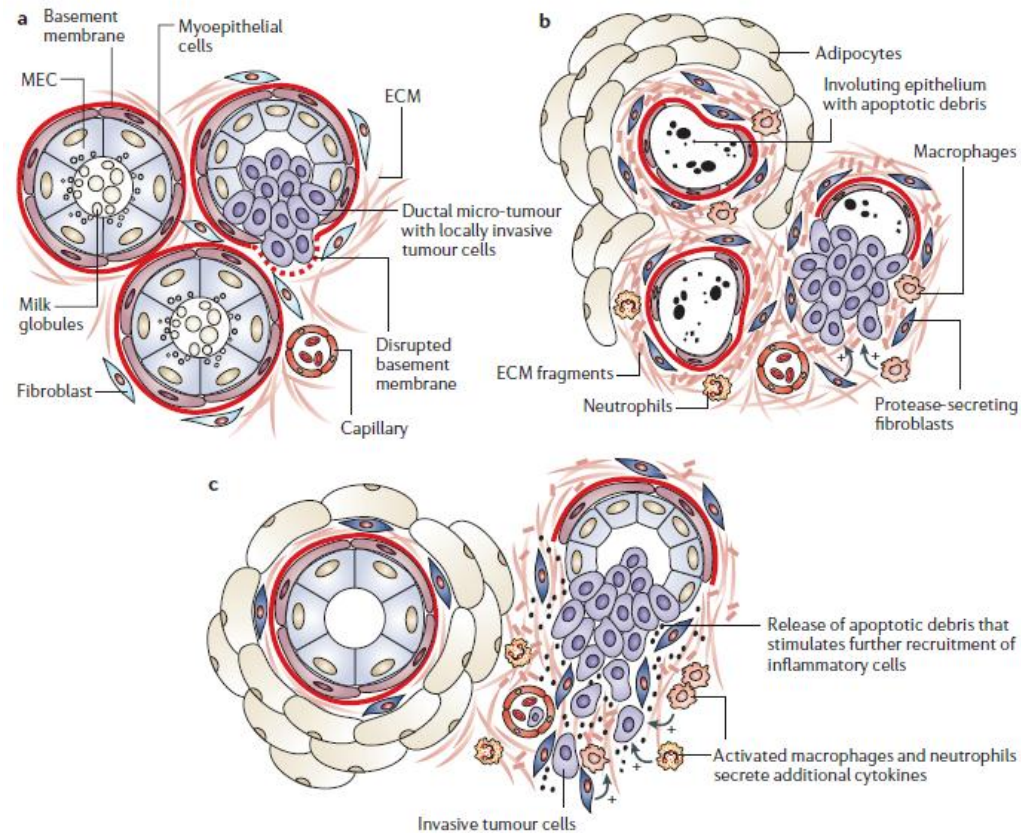 a
Basement
membrane
Myoepithelial
cells
MEC
ECM
Ductal micro-tumour
with locally invasive
tumour cells
Milk
globules
Disrupted
basement
membrane
Fibroblast
Capillary
b
Adipocytes
Involuting epithelium
with apoptotic debris
Macrophages
ECM fragments
Neutrophils
Protease-secreting
fibroblasts
+
+
c
Release of apoptotic debris that
stimulates further recruitment of
inflammatory cells
Activated macrophages and neutrophils
secrete additional cytokines
Invasive tumour cells
+
+
+